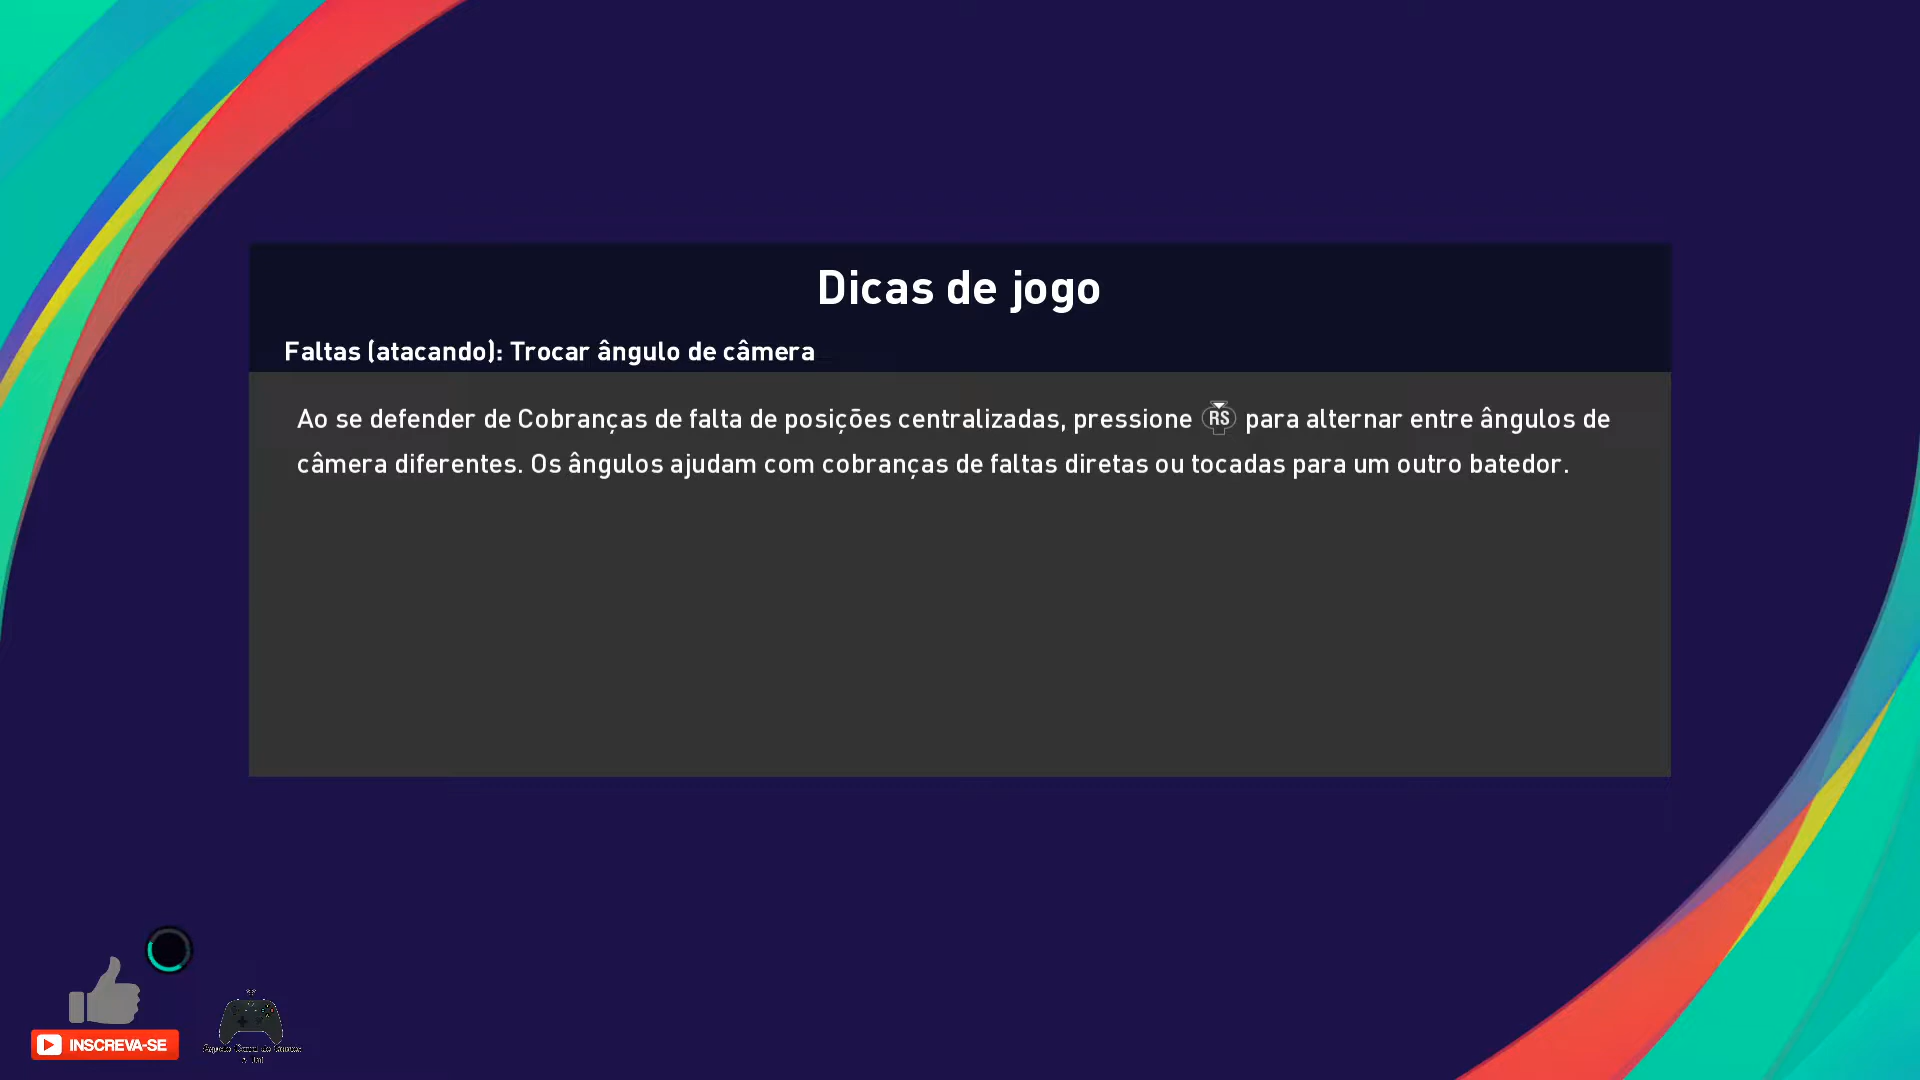 Dicas de jogo
Faltas (atacando): Trocar ângulo de câmera
Ao se defender de Cobranças de falta de posições centralizadas, pressione RS para alternar entre ângulos de
câmera diferentes. Os ângulos ajudam com cobranças de faltas diretas ou tocadas para um outro batedor.
INSCREVA-SE